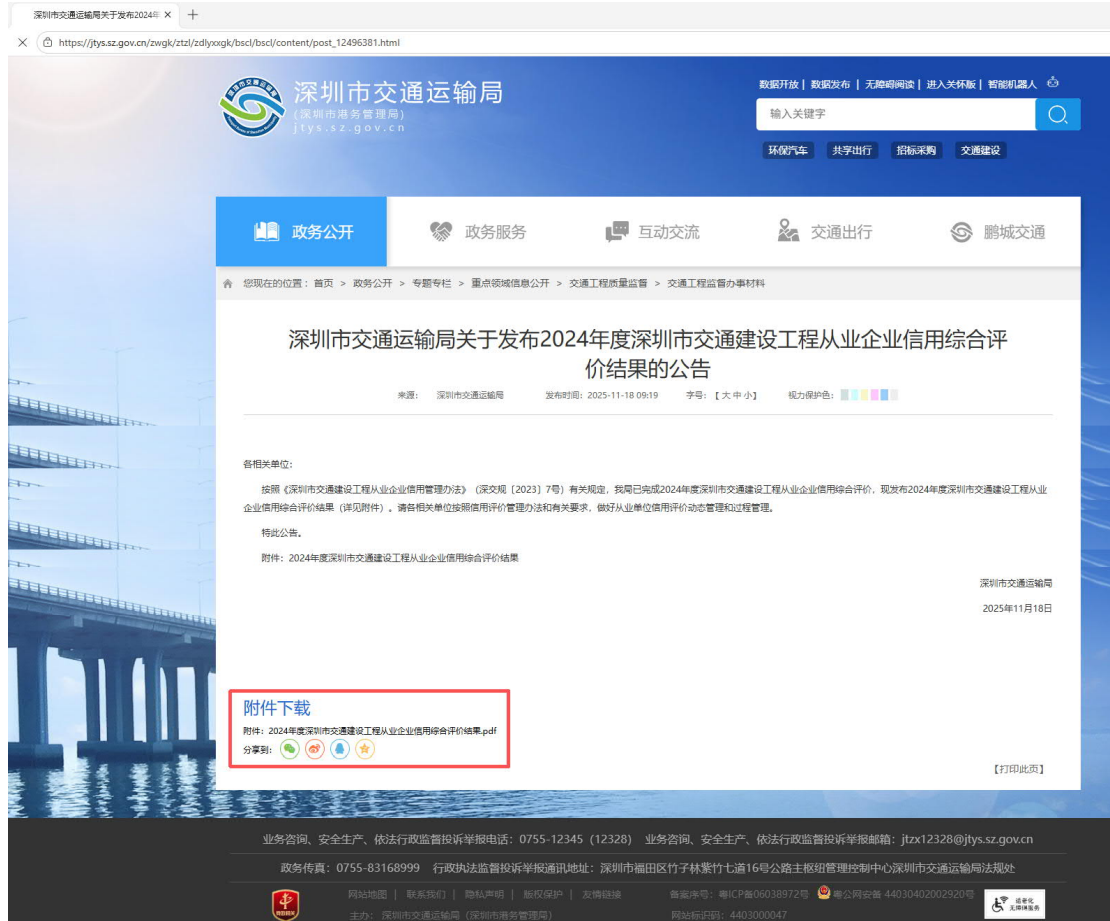 深圳市交通运输局关于发布2024年
https://jtys.sz.gov.cn/zwgk/ztzl/zdlyxxgk/bscl/bscl/content/post_12496381.html
深圳市交通运输局
(深圳市港务管理局)
jtys.sz.gov.cn
数据开放 | 数据发布 | 无障碍阅读 | 进入关怀版 | 智能机器人
输入关键字
环保汽车 共享出行 招标采购 交通建设
政务公开 政务服务 互动交流 交通出行 鹏城交通
您现在的位置: 首页 > 政务公开 > 专题专栏 > 重点领域信息公开 > 交通工程质量监督 > 交通工程监督办事材料
深圳市交通运输局关于发布2024年度深圳市交通建设工程从业企业信用综合评
价结果的公告
来源: 深圳市交通运输局 发布时间: 2025-11-18 09:19 字号: 【大 中 小】 视力保护色:
各相关单位:
按照《深圳市交通建设工程从业企业信用管理办法》(深交规〔2023〕7号)有关规定,我局已完成2024年度深圳市交通建设工程从业企业信用综合评价,现发布2024年度深圳市交通建设工程从业企
业信用综合评价结果(详见附件)。请各相关单位按照信用评价管理办法和有关要求,做好从业单位信用评价动态管理和过程管理。
特此公告。
附件: 2024年度深圳市交通建设工程从业企业信用综合评价结果
深圳市交通运输局
2025年11月18日
附件下载
附件: 2024年度深圳市交通建设工程从业企业信用综合评价结果.pdf
分享到:
【打印此页】
业务咨询、安全生产、依法行政监督投诉举报电话: 0755-12345 (12328) 业务咨询、安全生产、依法行政监督投诉举报邮箱: jtzx12328@jtys.sz.gov.cn
政务传真: 0755-83168999 行政执法监督投诉举报通讯地址: 深圳市福田区竹子林紫竹七道16号公路主枢纽管理控制中心深圳市交通运输局法规处
网站地图 | 联系我们 | 隐私声明 | 版权保护 | 友情链接 备案序号: 粤ICP备06038972号 粤公网安备 44030402002920号
主办: 深圳市交通运输局 (深圳市港务管理局) 网站标识码: 4403000047
适老化
无障碍服务